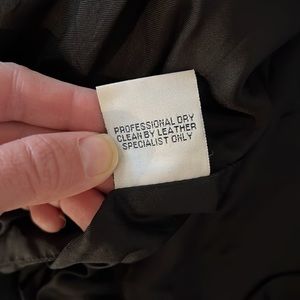 PROFESSIONAL DRY
CLEAN BY LEATHER
SPECIALIST ONLY